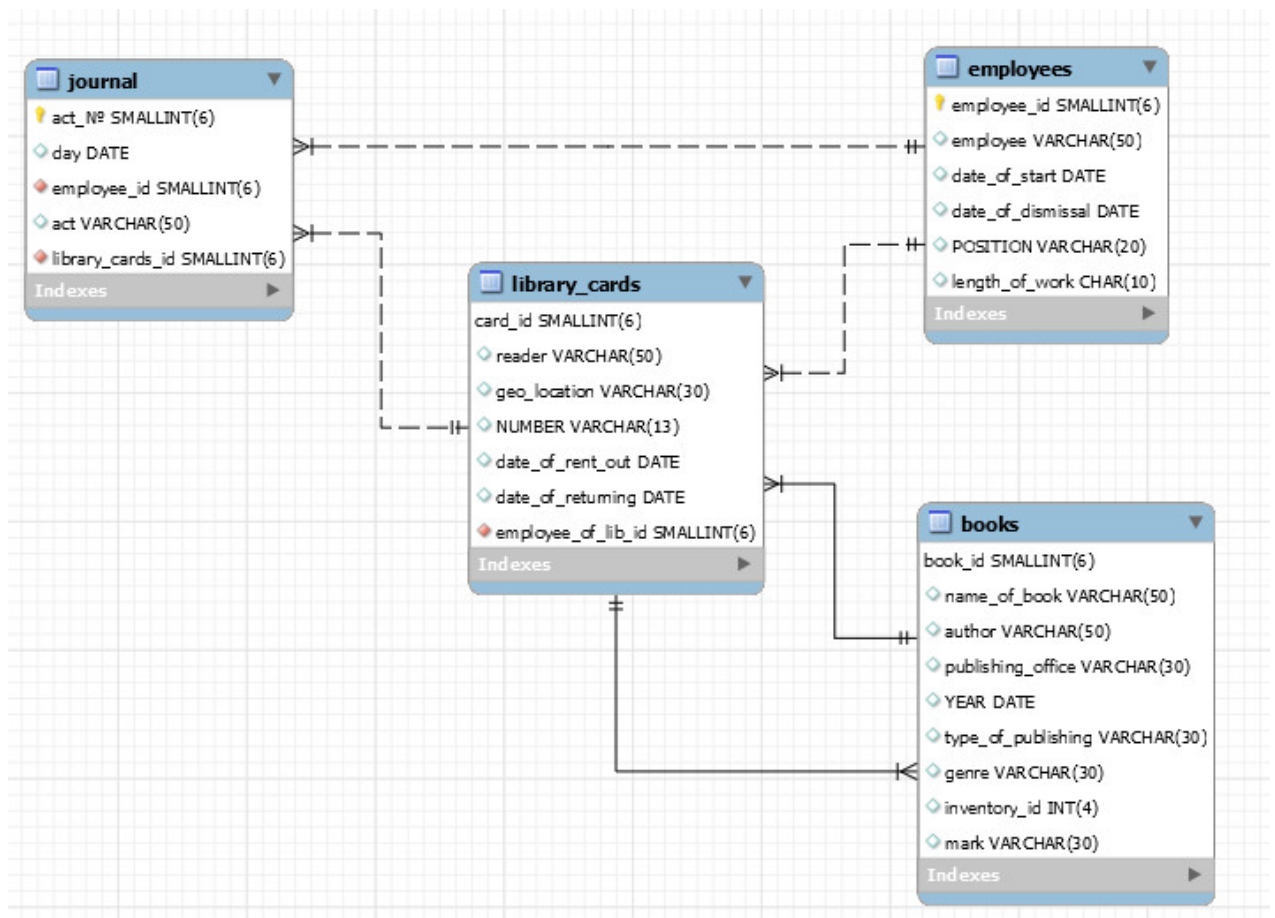 journal
act_№ SMALLINT(6)
day DATE
employee_id SMALLINT(6)
act VARCHAR(50)
library_cards_id SMALLINT(6)
Indexes
employees
employee_id SMALLINT(6)
employee VARCHAR(50)
date_of_start DATE
date_of_dismissal DATE
POSITION VARCHAR(20)
length_of_work CHAR(10)
Indexes
library_cards
card_id SMALLINT(6)
reader VARCHAR(50)
geo_location VARCHAR(30)
NUMBER VARCHAR(13)
date_of_rent_out DATE
date_of_returning DATE
employee_of_lib_id SMALLINT(6)
Indexes
books
book_id SMALLINT(6)
name_of_book VARCHAR(50)
author VARCHAR(50)
publishing_office VARCHAR(30)
YEAR DATE
type_of_publishing VARCHAR(30)
genre VARCHAR(30)
inventory_id INT(4)
mark VARCHAR(30)
Indexes